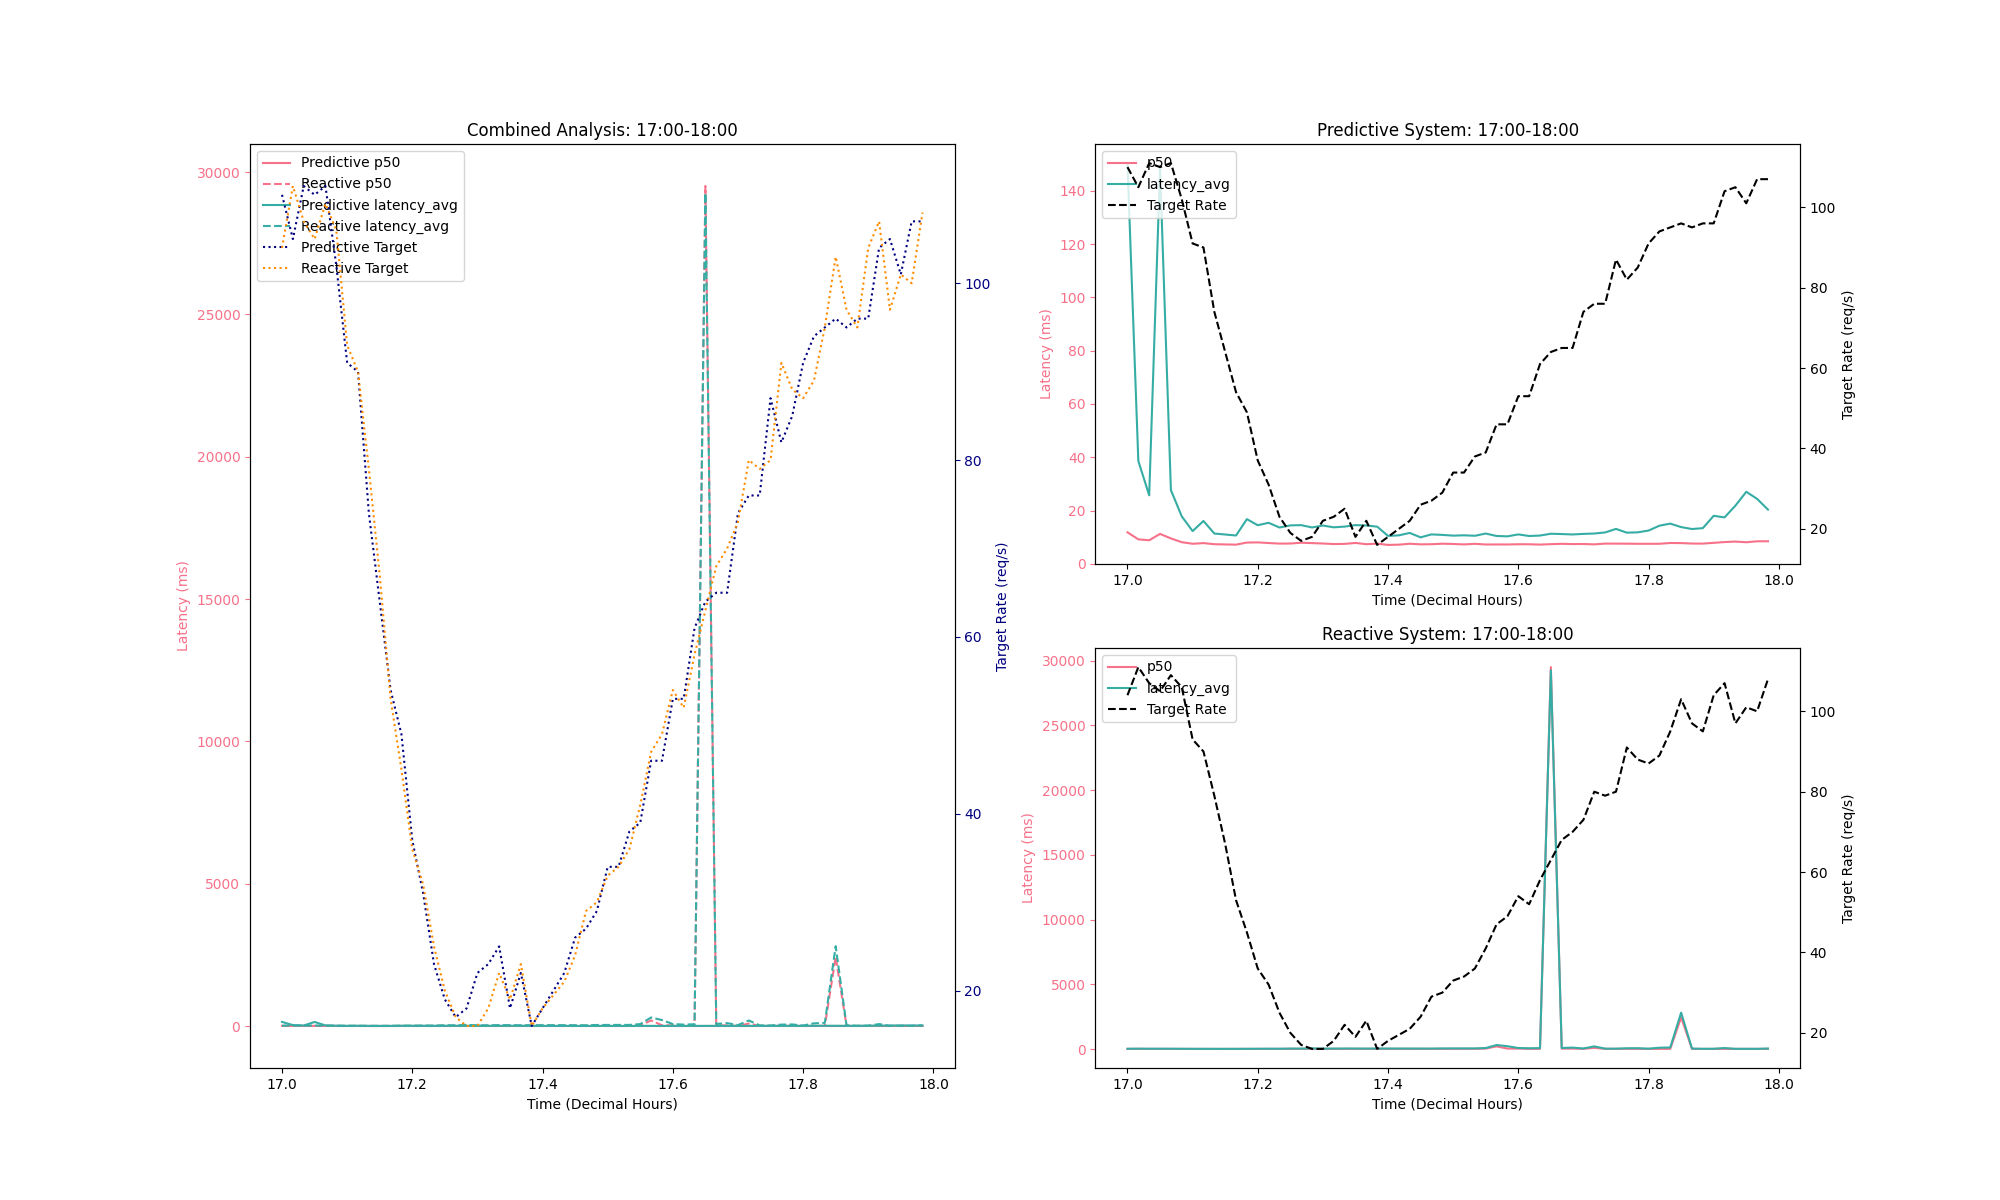 Combined Analysis: 17:00-18:00
Predictive p50
Reactive p50
Predictive latency_avg
Reactive latency_avg
Predictive Target
Reactive Target
30000
25000
20000
15000
10000
5000
0
Latency (ms)
100
80
60
40
20
Target Rate (req/s)
17.0 17.2 17.4 17.6 17.8 18.0
Time (Decimal Hours)
Predictive System: 17:00-18:00
p50
latency_avg
Target Rate
140
120
100
80
60
40
20
0
Latency (ms)
100
80
60
40
20
Target Rate (req/s)
17.0 17.2 17.4 17.6 17.8 18.0
Time (Decimal Hours)
Reactive System: 17:00-18:00
p50
latency_avg
Target Rate
30000
25000
20000
15000
10000
5000
0
Latency (ms)
100
80
60
40
20
Target Rate (req/s)
17.0 17.2 17.4 17.6 17.8 18.0
Time (Decimal Hours)